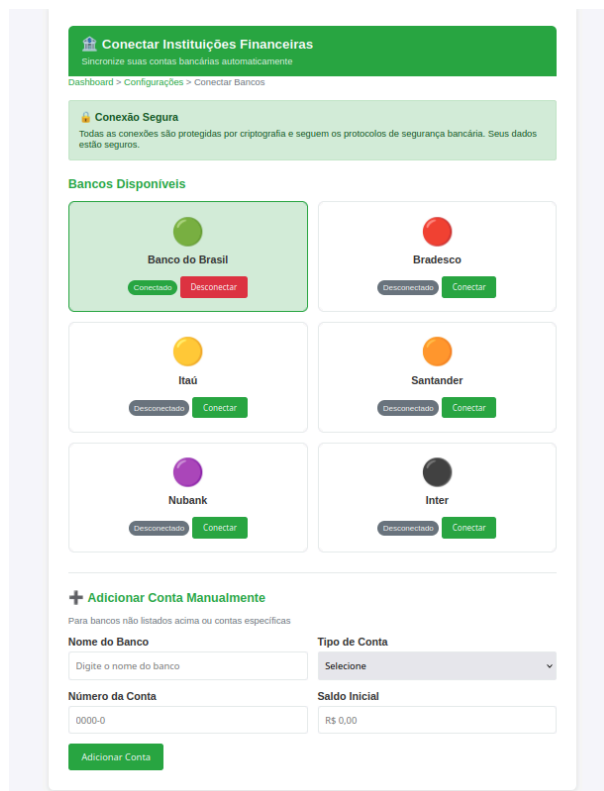 🏦 Conectar Instituições Financeiras
Sincronize suas contas bancárias automaticamente
Dashboard > Configurações > Conectar Bancos
🔒 Conexão Segura
Todas as conexões são protegidas por criptografia e seguem os protocolos de segurança bancária. Seus dados
estão seguros.
Bancos Disponíveis
Banco do Brasil
Conectado Desconectar
Bradesco
Desconectado Conectar
Itaú
Desconectado Conectar
Santander
Desconectado Conectar
Nubank
Desconectado Conectar
Inter
Desconectado Conectar
➕ Adicionar Conta Manualmente
Para bancos não listados acima ou contas específicas
Nome do Banco
Digite o nome do banco
Tipo de Conta
Selecione
Número da Conta
0000-0
Saldo Inicial
R$ 0,00
Adicionar Conta